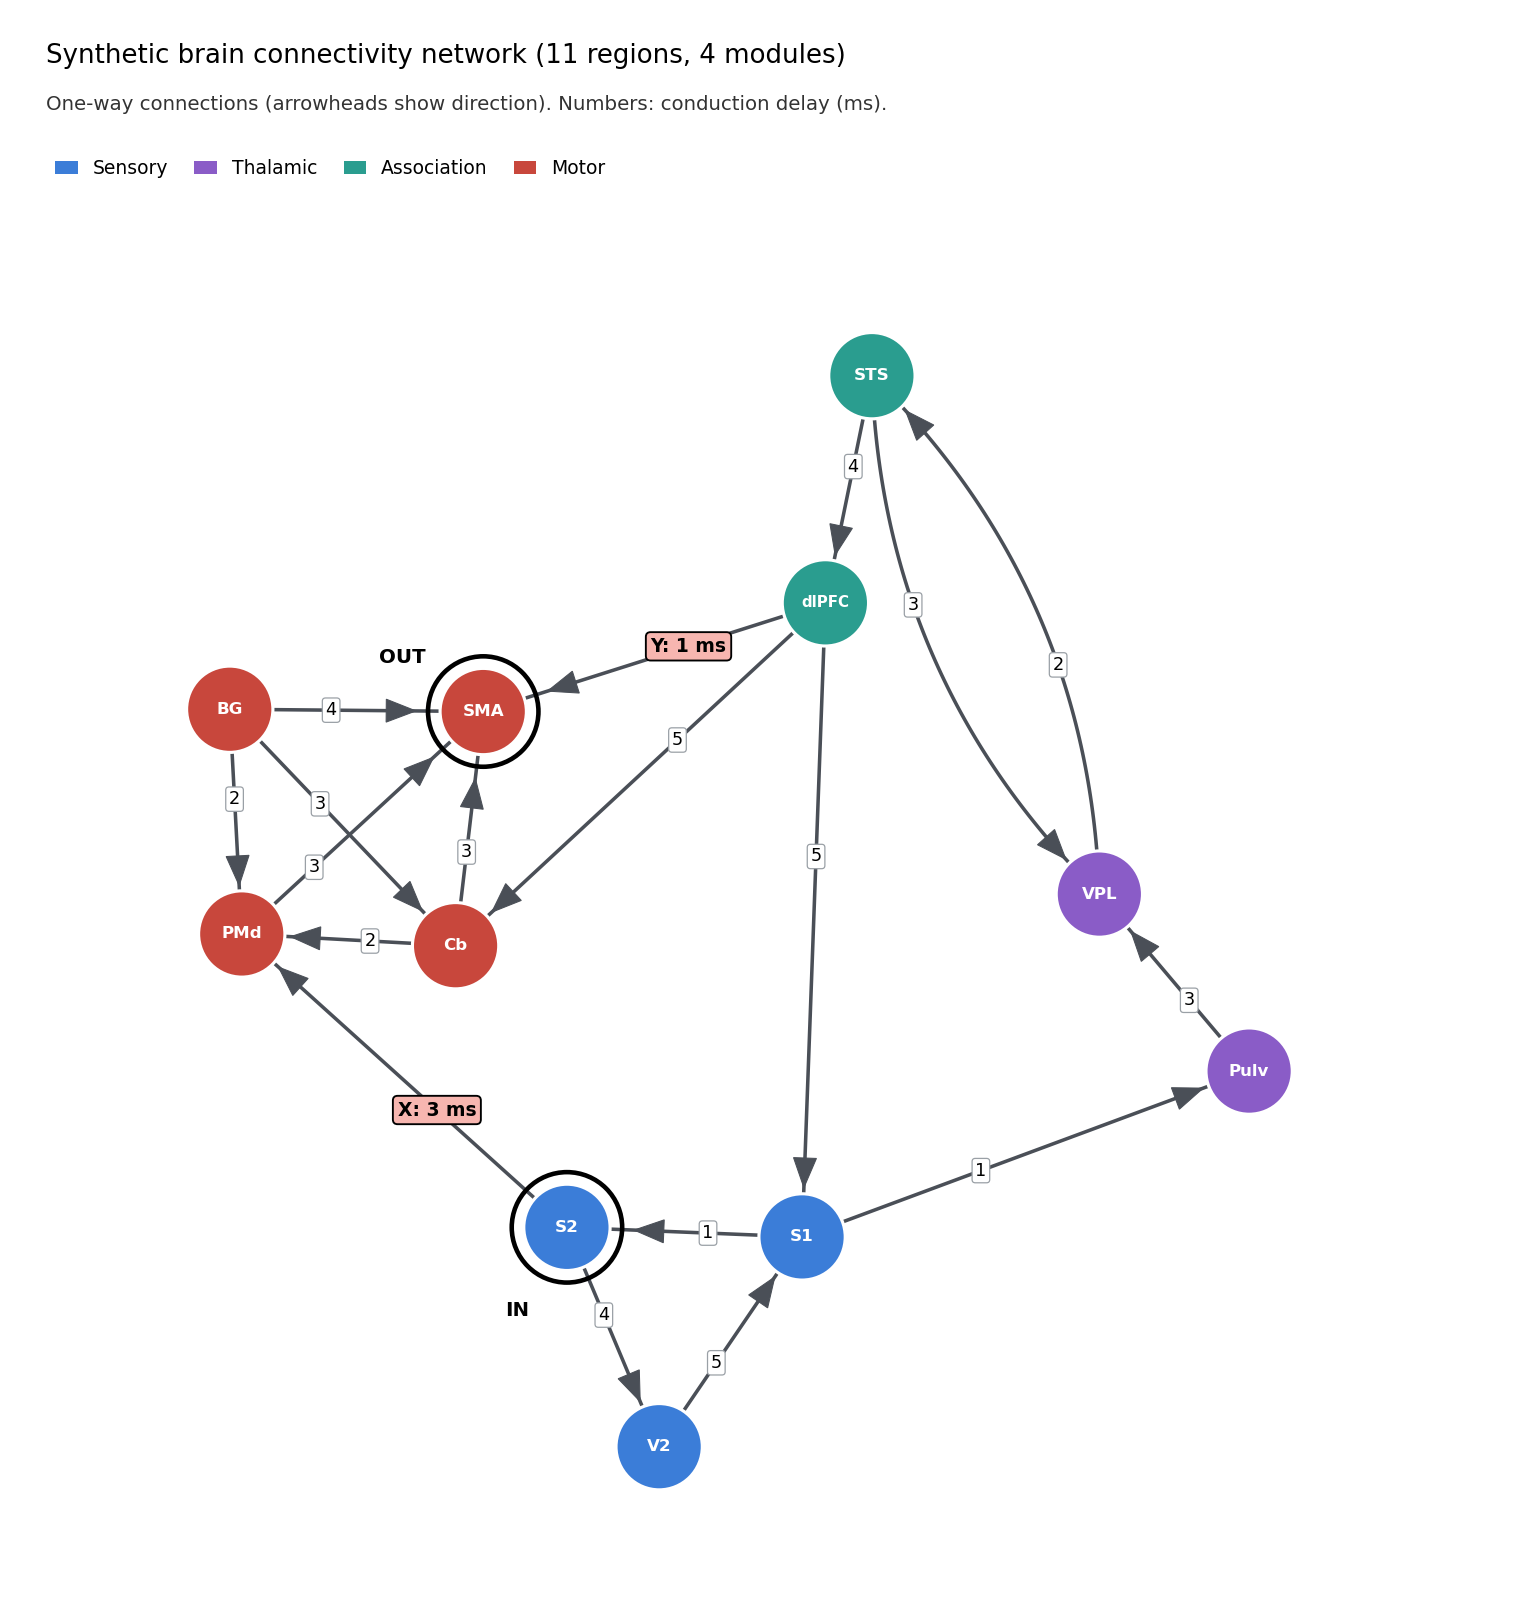 Synthetic brain connectivity network (11 regions, 4 modules)
One-way connections (arrowheads show direction). Numbers: conduction delay (ms).
Sensory Thalamic Association Motor
STS
4
dlPFC
3
Y: 1 ms
OUT
2
BG
4
SMA
5
2
3
3
3
5
VPL
PMd
2
Cb
3
Pulv
X: 3 ms
1
S2
1
S1
IN
4
5
V2